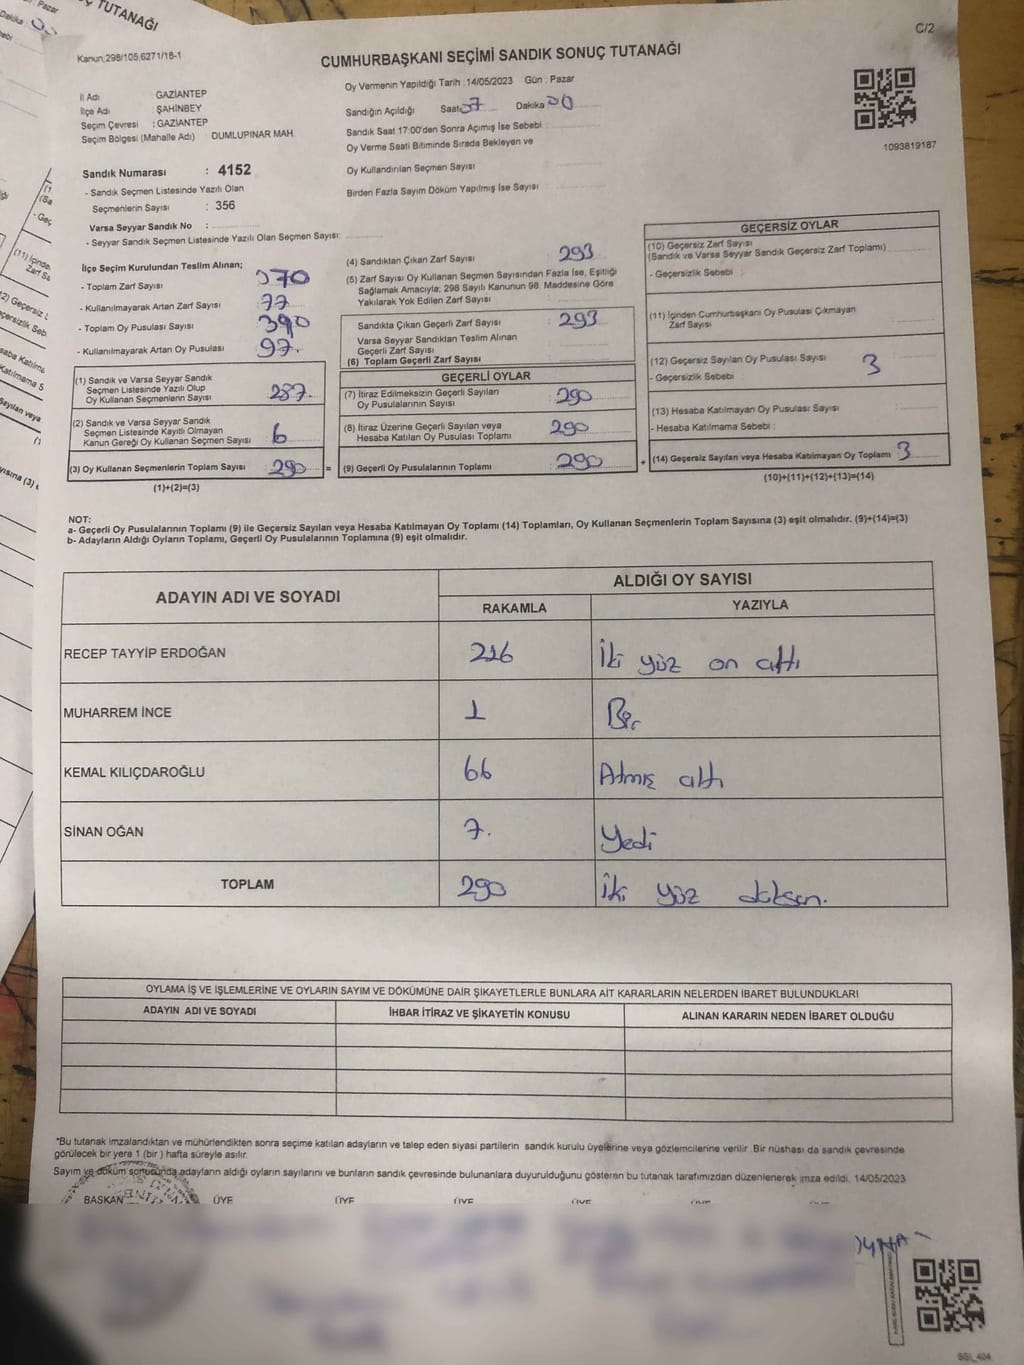 Pazar
TUTANAĞI
Dakika
C/2
Kanun,298/105,6271/18-1
CUMHURBAŞKANI SEÇİMİ SANDIK SONUÇ TUTANAĞI
İl Adı GAZİANTEP
İlçe Adı ŞAHİNBEY
Seçim Çevresi : GAZİANTEP
Seçim Bölgesi (Mahalle Adı) DUMLUPINAR MAH.
Sandık Numarası : 4152
- Sandık Seçmen Listesinde Yazılı Olan
Seçmenlerin Sayısı : 356
Varsa Seyyar Sandık No :
- Seyyar Sandık Seçmen Listesinde Yazılı Olan Seçmen Sayısı:
Oy Vermenin Yapıldığı Tarih :14/05/2023 Gün : Pazar
Sandığın Açıldığı Saat 07 Dakika 00
Sandık Saat 17:00'den Sonra Açımış İse Sebebi :
Oy Verme Saati Bitiminde Sırada Bekleyen ve
Oy Kullandırılan Seçmen Sayısı
Birden Fazla Sayım Döküm Yapılmış İse Sayısı
1093819187
İlçe Seçim Kurulundan Teslim Alınan;
- Toplam Zarf Sayısı : 370
- Kullanılmayarak Artan Zarf Sayısı : 77
- Toplam Oy Pusulası Sayısı : 390
- Kullanılmayarak Artan Oy Pusulası : 97.
(1) Sandık ve Varsa Seyyar Sandık
Seçmen Listesinde Yazılı Olup
Oy Kullanan Seçmenlerin Sayısı : 287.
(2) Sandık ve Varsa Seyyar Sandık
Seçmen Listesinde Kayıtlı Olmayan
Kanun Gereği Oy Kullanan Seçmen Sayısı : 6
(3) Oy Kullanan Seçmenlerin Toplam Sayısı : 290 =
(1)+(2)=(3)
(4) Sandıktan Çıkan Zarf Sayısı : 293
(5) Zarf Sayısı Oy Kullanan Seçmen Sayısından Fazla İse, Eşitliği
Sağlamak Amacıyla; 298 Sayılı Kanunun 98. Maddesine Göre
Yakılarak Yok Edilen Zarf Sayısı :
Sandıkta Çıkan Geçerli Zarf Sayısı : 293
Varsa Seyyar Sandıktan Teslim Alınan
Geçerli Zarf Sayısı :
(6) Toplam Geçerli Zarf Sayısı :
GEÇERLİ OYLAR
(7) İtiraz Edilmeksizin Geçerli Sayılan
Oy Pusulalarının Sayısı : 290
(8) İtiraz Üzerine Geçerli Sayılan veya
Hesaba Katılan Oy Pusulası Toplamı : 290
(9) Geçerli Oy Pusulalarının Toplamı : 290 +
GEÇERSİZ OYLAR
(10) Geçersiz Zarf Sayısı
(Sandık ve Varsa Seyyar Sandık Geçersiz Zarf Toplamı) :
- Geçersizlik Sebebi :
(11) İçinden Cumhurbaşkanı Oy Pusulası Çıkmayan
Zarf Sayısı :
(12) Geçersiz Sayılan Oy Pusulası Sayısı : 3
- Geçersizlik Sebebi :
(13) Hesaba Katılmayan Oy Pusulası Sayısı :
- Hesaba Katılmama Sebebi :
(14) Geçersiz Sayılan veya Hesaba Katılmayan Oy Toplamı 3
(10)+(11)+(12)+(13)=(14)
NOT:
a- Geçerli Oy Pusulalarının Toplamı (9) ile Geçersiz Sayılan veya Hesaba Katılmayan Oy Toplamı (14) Toplamları, Oy Kullanan Seçmenlerin Toplam Sayısına (3) eşit olmalıdır. (9)+(14)=(3)
b- Adayların Aldığı Oyların Toplamı, Geçerli Oy Pusulalarının Toplamına (9) eşit olmalıdır.
ADAYIN ADI VE SOYADI ALDIĞI OY SAYISI
RAKAMLA YAZIYLA
RECEP TAYYİP ERDOĞAN 216 İki yüz on altı
MUHARREM İNCE 1 Bir
KEMAL KILIÇDAROĞLU 66 Atmış altı
SİNAN OĞAN 7. Yedi
TOPLAM 290 İki yüz doksan.
OYLAMA İŞ VE İŞLEMLERİNE VE OYLARIN SAYIM VE DÖKÜMÜNE DAİR ŞİKAYETLERLE BUNLARA AİT KARARLARIN NELERDEN İBARET BULUNDUKLARI
ADAYIN ADI VE SOYADI İHBAR İTİRAZ VE ŞİKAYETİN KONUSU ALINAN KARARIN NEDEN İBARET OLDUĞU
*Bu tutanak imzalandıktan ve mühürlendikten sonra seçime katılan adayların ve talep eden siyasi partilerin sandık kurulu üyelerine veya gözlemcilerine verilir. Bir nüshası da sandık çevresinde
görülecek bir yere 1 (bir ) hafta süreyle asılır.
Sayım ve döküm sonucunda adayların aldığı oyların sayılarını ve bunların sandık çevresinde bulunanlara duyurulduğunu gösteren bu tutanak tarafımızdan düzenlenerek imza edildi. 14/05/2023
BAŞKAN ÜYE ÜYE ÜYE ÜYE